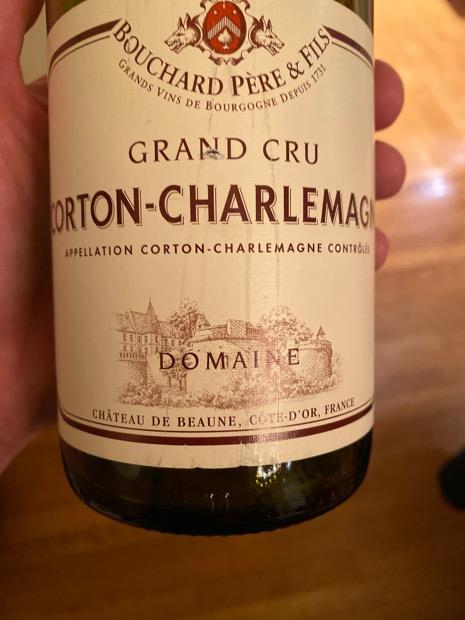 BOUCHARD PÈRE & FILS
GRANDS VINS DE BOURGOGNE DEPUIS 1731
GRAND CRU
CORTON-CHARLEMAGN
APPELLATION CORTON-CHARLEMAGNE CONTRÔLÉE
DOMAINE
CHÂTEAU DE BEAUNE, CÔTE-D'OR, FRANCE